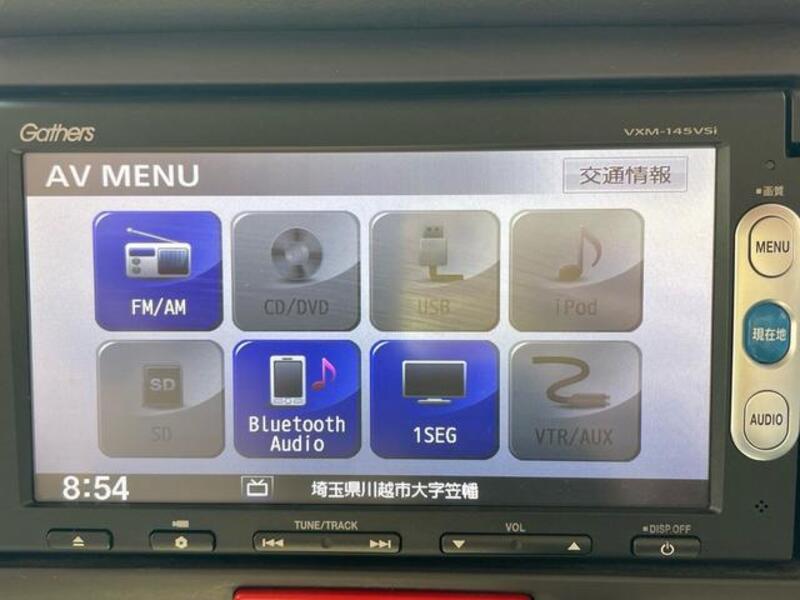 Gathers
VXM-145VSi
AV MENU
交通情報
画質
MENU
FM/AM
CD/DVD
USB
iPod
現在地
SD
SD
Bluetooth
Audio
1SEG
VTR/AUX
AUDIO
8:54
埼玉県川越市大字笠幡
TUNE/TRACK
VOL
DISP.OFF